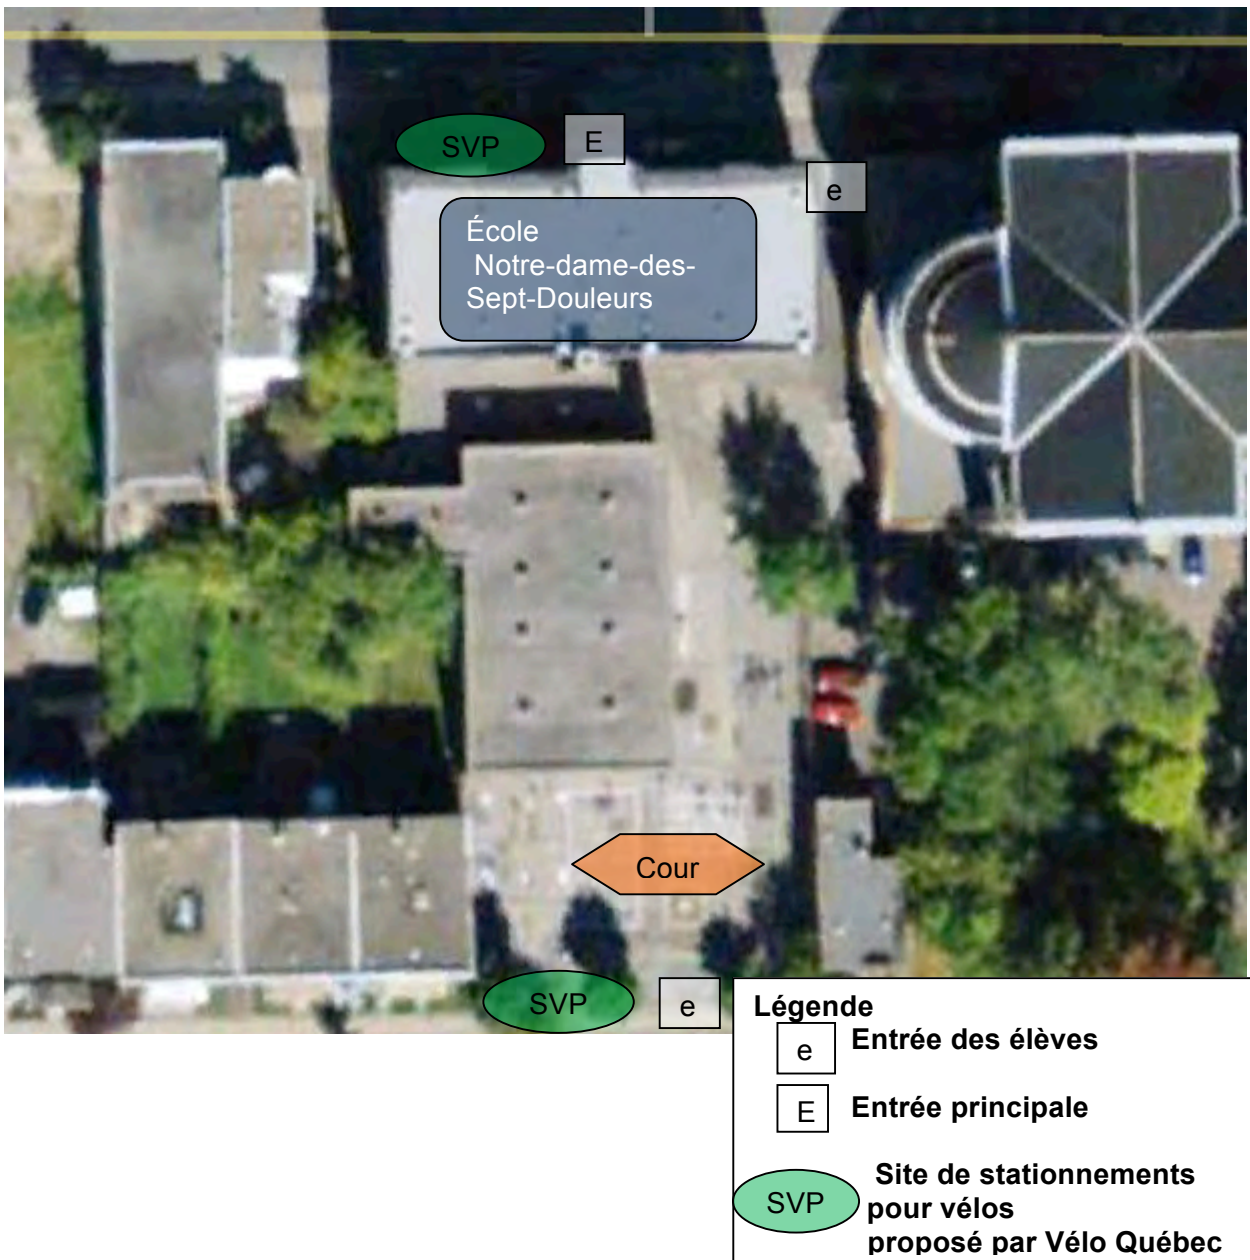 SVP
E
e
École
Notre-dame-des-
Sept-Douleurs
Cour
SVP
e
Légende
e Entrée des élèves
E Entrée principale
SVP Site de stationnements
pour vélos
proposé par Vélo Québec